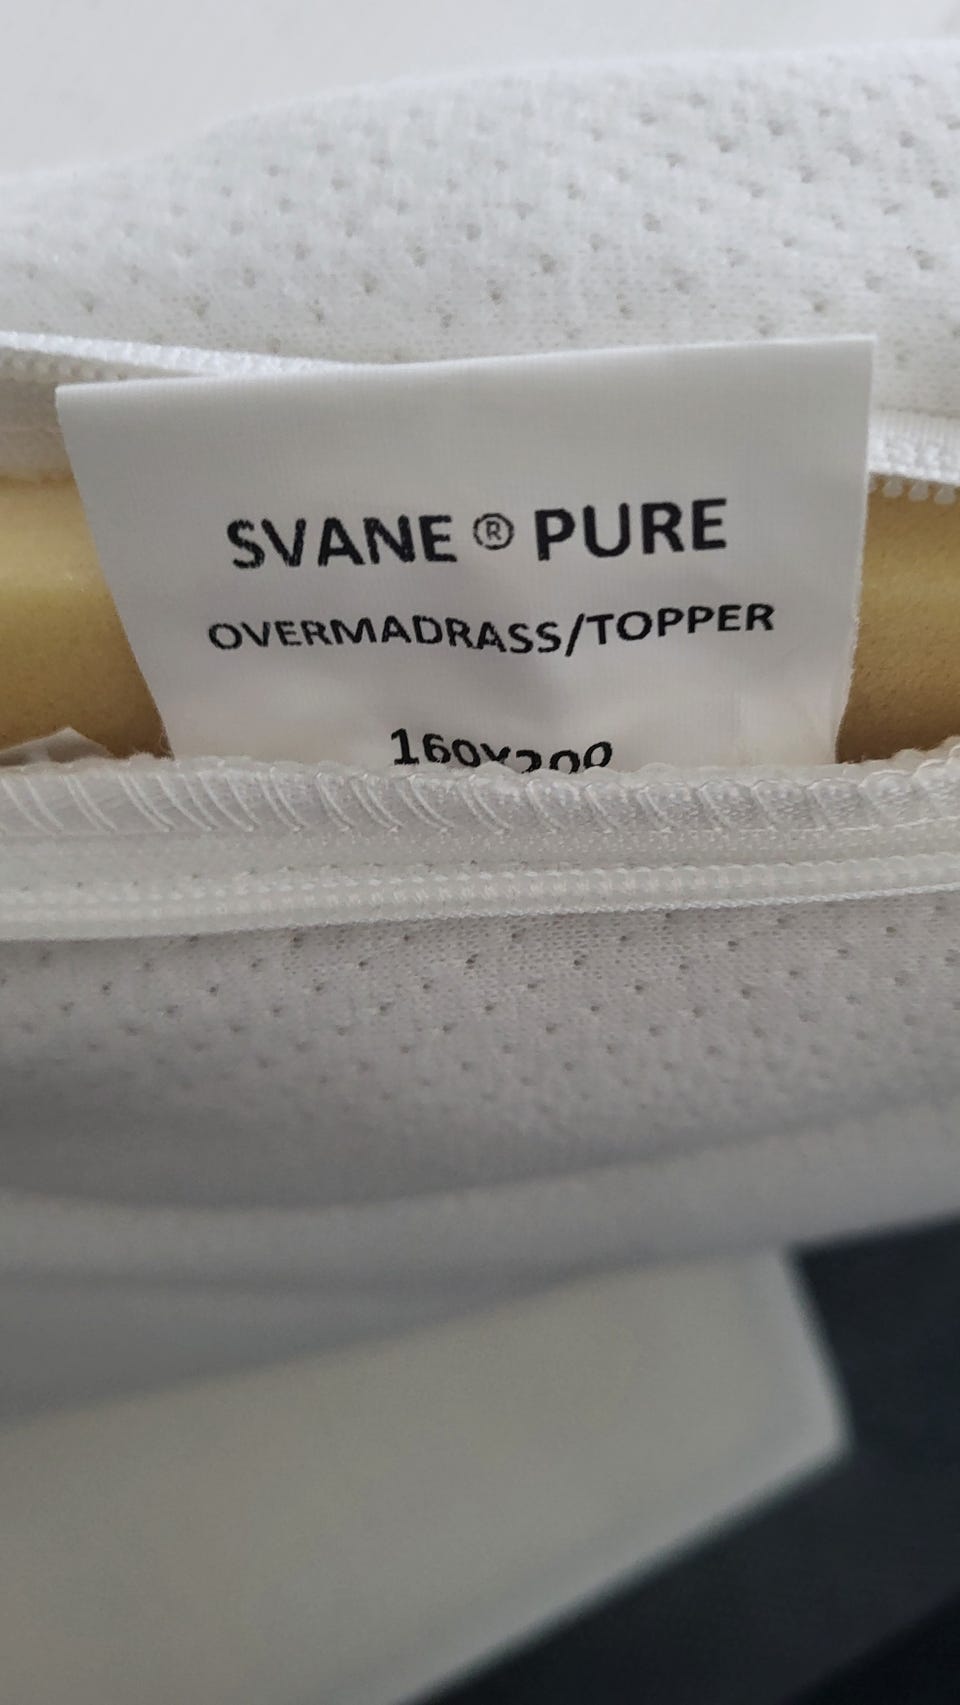 SVANE ® PURE
OVERMADRASS/TOPPER
160X200